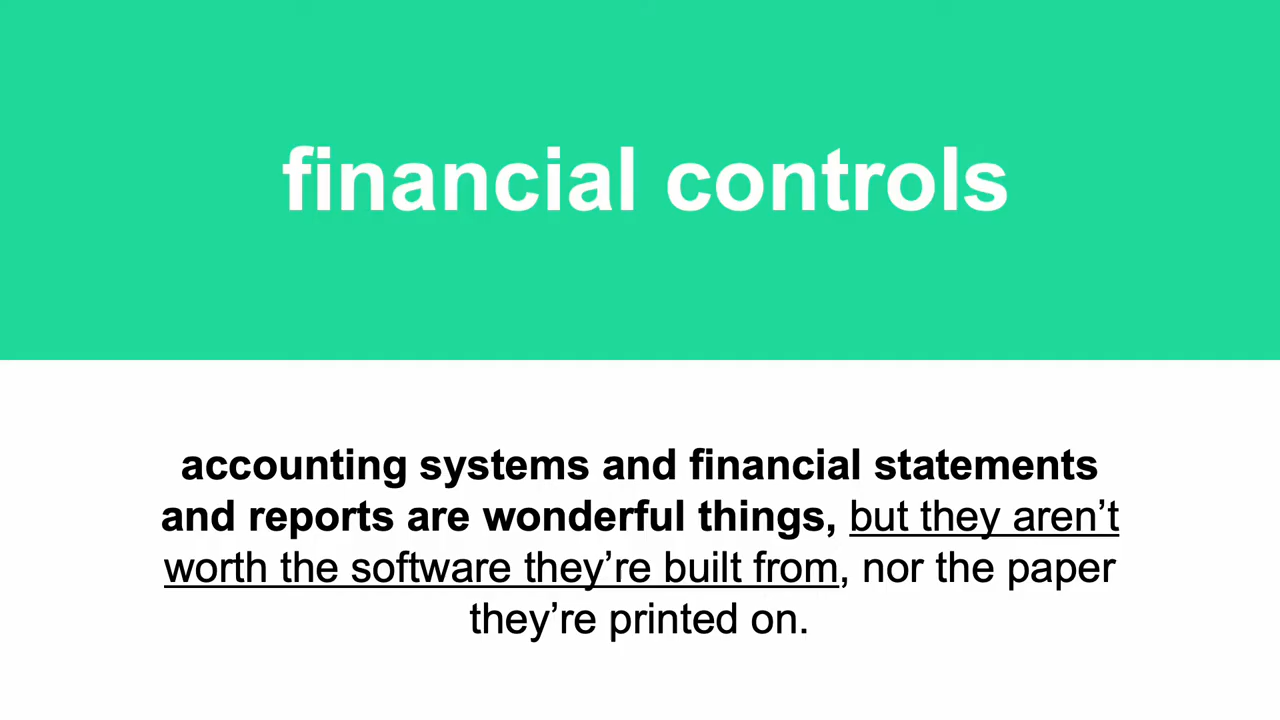 financial controls
accounting systems and financial statements
and reports are wonderful things, but they aren’t
worth the software they’re built from, nor the paper
they’re printed on.